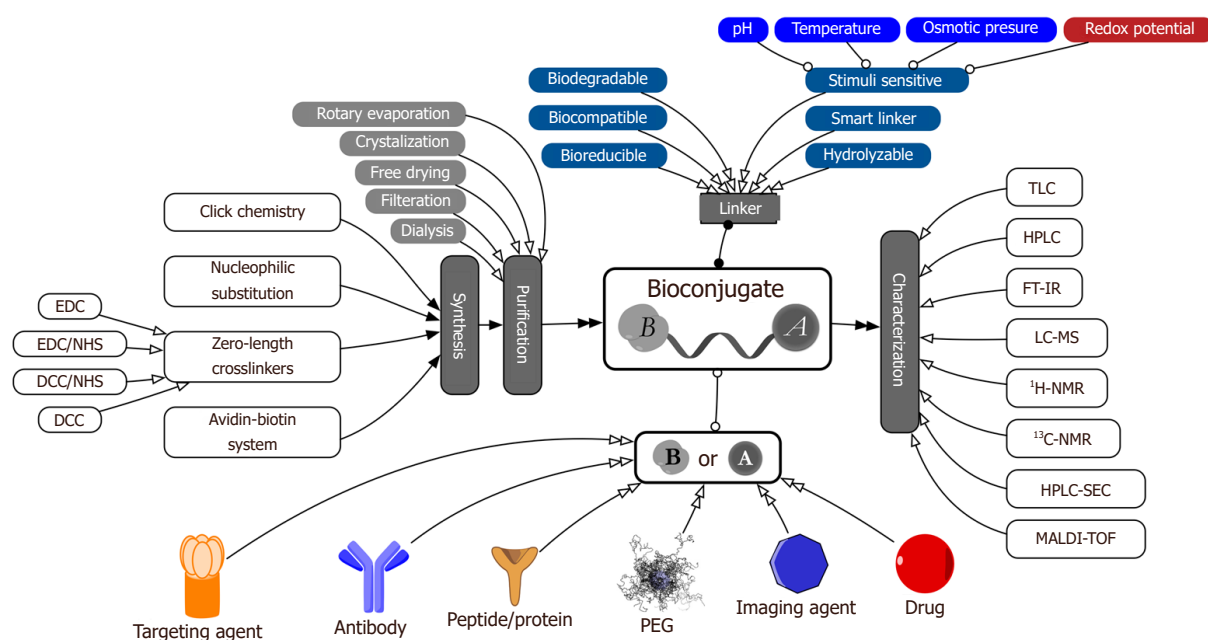 pH
Temperature
Osmotic presure
Redox potential
Stimuli sensitive
Biodegradable
Biocompatible
Smart linker
Bioreducible
Hydrolyzable
Linker
Rotary evaporation
Crystalization
Free drying
Filteration
Dialysis
Click chemistry
Nucleophilic
substitution
Zero-length
crosslinkers
Avidin-biotin
system
EDC
EDC/NHS
DCC/NHS
DCC
Synthesis
Purification
Bioconjugate
B
A
Characterization
TLC
HPLC
FT-IR
LC-MS
¹H-NMR
¹³C-NMR
HPLC-SEC
MALDI-TOF
B or A
Targeting agent
Antibody
Peptide/protein
PEG
Imaging agent
Drug